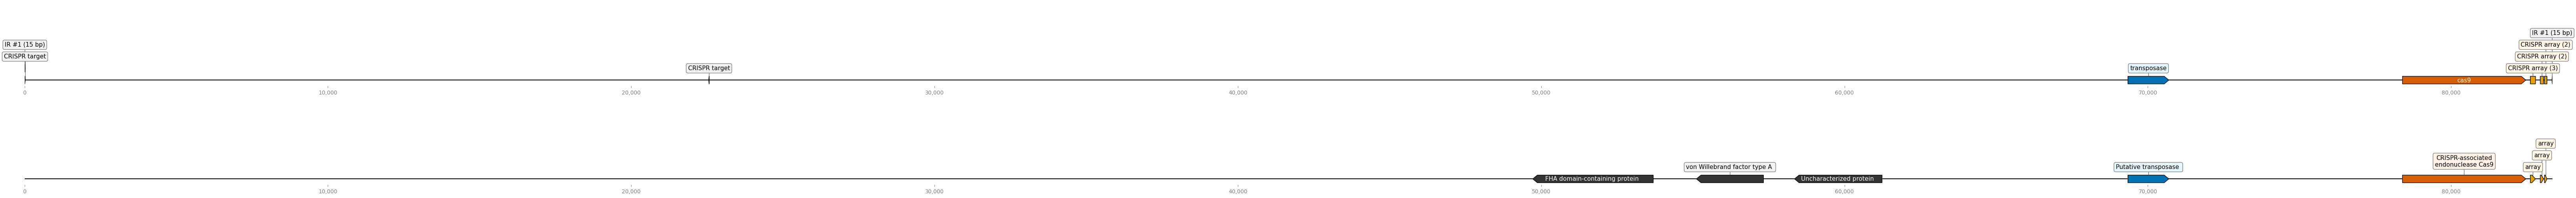 IR #1 (15 bp)
CRISPR target
CRISPR target
transposase
IR #1 (15 bp)
CRISPR array (2)
CRISPR array (2)
CRISPR array (3)
cas9
0
10,000
20,000
30,000
40,000
50,000
60,000
70,000
80,000
FHA domain-containing protein
von Willebrand factor type A
Uncharacterized protein
Putative transposase
CRISPR-associated
endonuclease Cas9
array
array
array
0
10,000
20,000
30,000
40,000
50,000
60,000
70,000
80,000